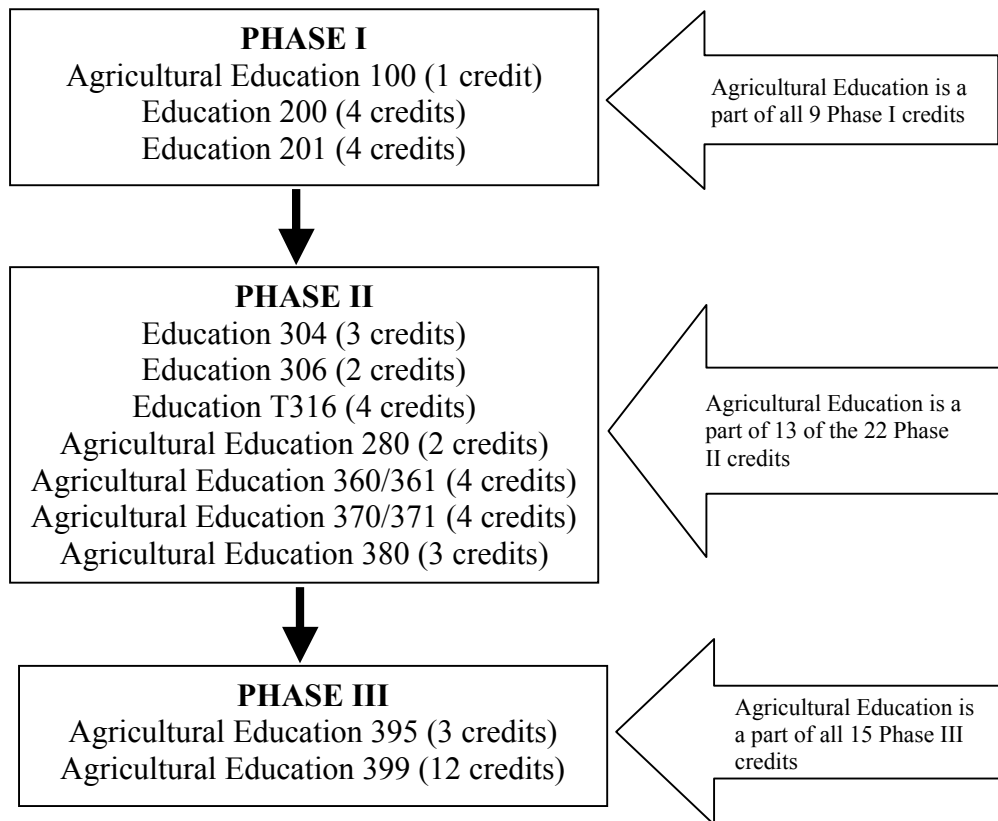 PHASE I
Agricultural Education 100 (1 credit)
Education 200 (4 credits)
Education 201 (4 credits)
Agricultural Education is a
part of all 9 Phase I credits
PHASE II
Education 304 (3 credits)
Education 306 (2 credits)
Education T316 (4 credits)
Agricultural Education 280 (2 credits)
Agricultural Education 360/361 (4 credits)
Agricultural Education 370/371 (4 credits)
Agricultural Education 380 (3 credits)
Agricultural Education is a
part of 13 of the 22 Phase
II credits
PHASE III
Agricultural Education 395 (3 credits)
Agricultural Education 399 (12 credits)
Agricultural Education is
a part of all 15 Phase III
credits